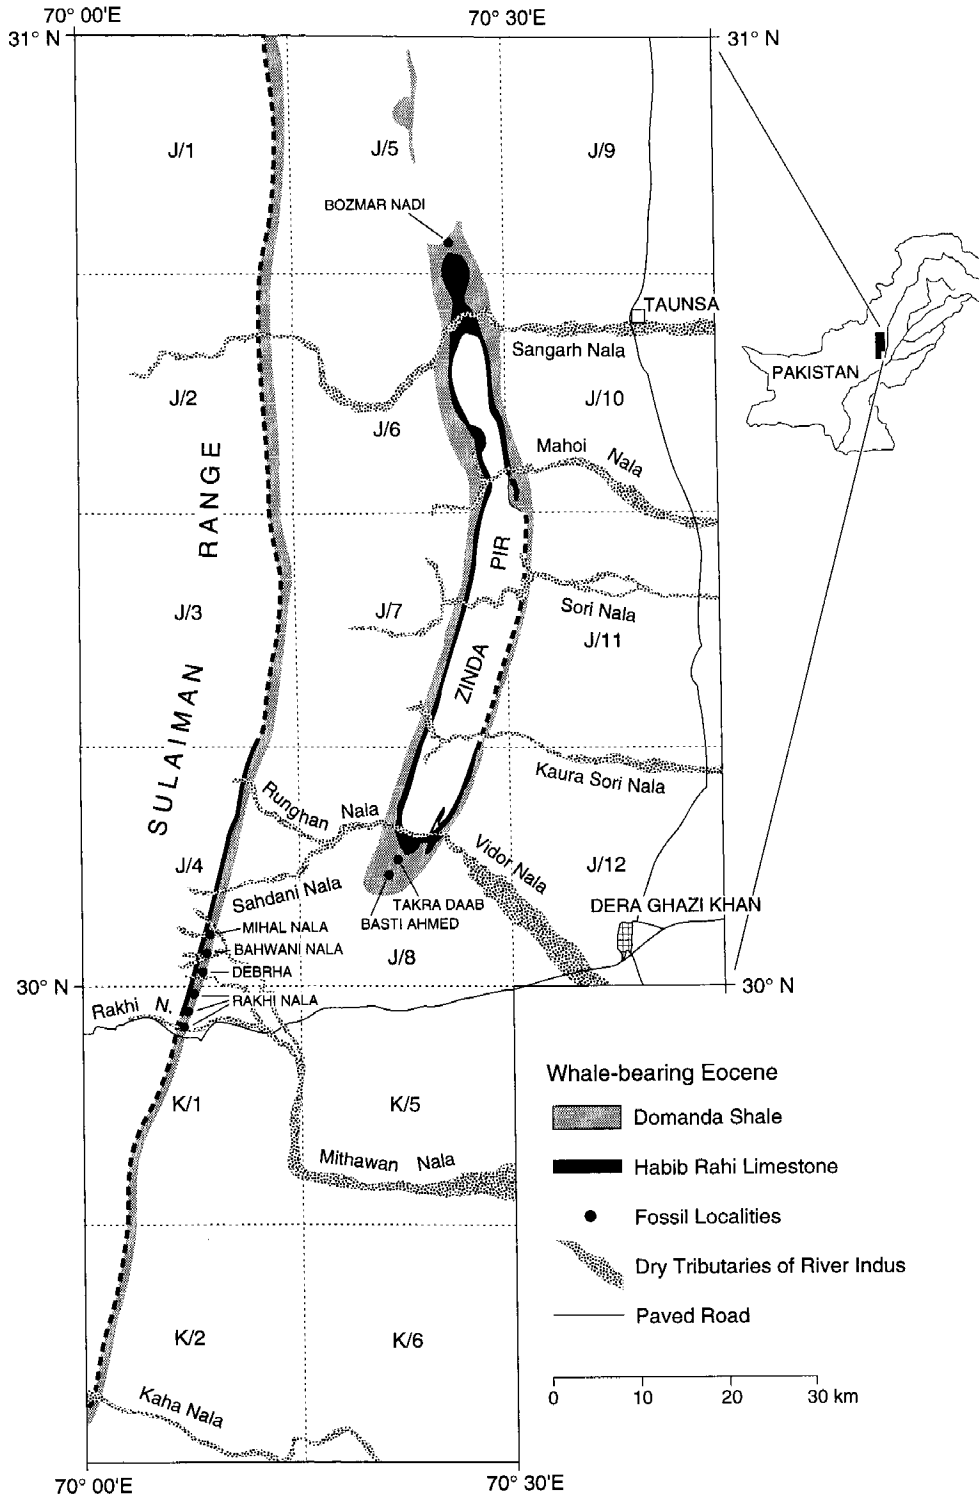 70° 00'E
70° 30'E
31° N
31° N
J/1
J/5
J/9
BOZMAR NADI
TAUNSA
Sangarh Nala
PAKISTAN
J/2
J/6
J/10
Mahoi Nala
SULAIMAN RANGE
ZINDA PIR
J/3
J/7
Sori Nala
J/11
Kaura Sori Nala
Runghan Nala
Vidor Nala
J/4
J/12
Sahdani Nala
TAKRA DAAB
BASTI AHMED
DERA GHAZI KHAN
MIHAL NALA
BAHWANI NALA
J/8
DEBRHA
30° N
30° N
RAKHI NALA
Rakhi N.
Whale-bearing Eocene
K/1
K/5
Domanda Shale
Mithawan Nala
Habib Rahi Limestone
Fossil Localities
Dry Tributaries of River Indus
Paved Road
K/2
K/6
Kaha Nala
0 10 20 30 km
70° 00'E
70° 30'E